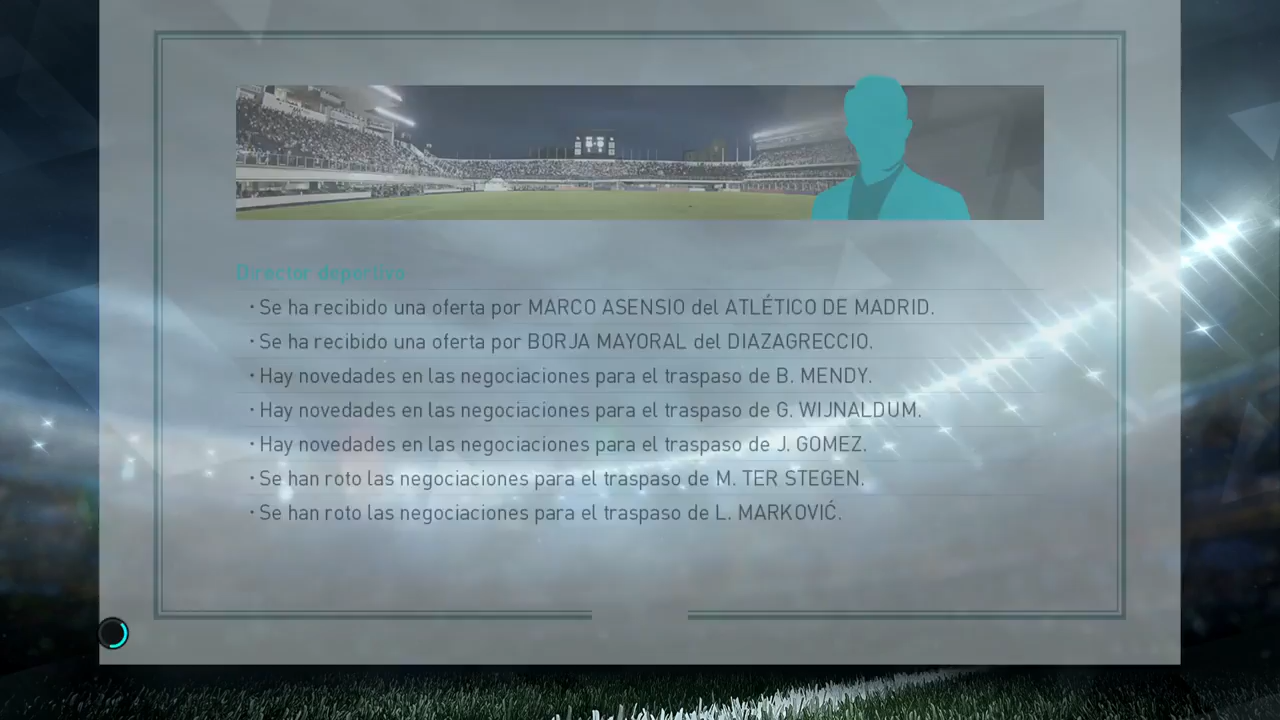 Director deportivo
· Se ha recibido una oferta por MARCO ASENSIO del ATLÉTICO DE MADRID.
· Se ha recibido una oferta por BORJA MAYORAL del DIAZAGRECCIO.
· Hay novedades en las negociaciones para el traspaso de B. MENDY.
· Hay novedades en las negociaciones para el traspaso de G. WIJNALDUM.
· Hay novedades en las negociaciones para el traspaso de J. GOMEZ.
· Se han roto las negociaciones para el traspaso de M. TER STEGEN.
· Se han roto las negociaciones para el traspaso de L. MARKOVIĆ.